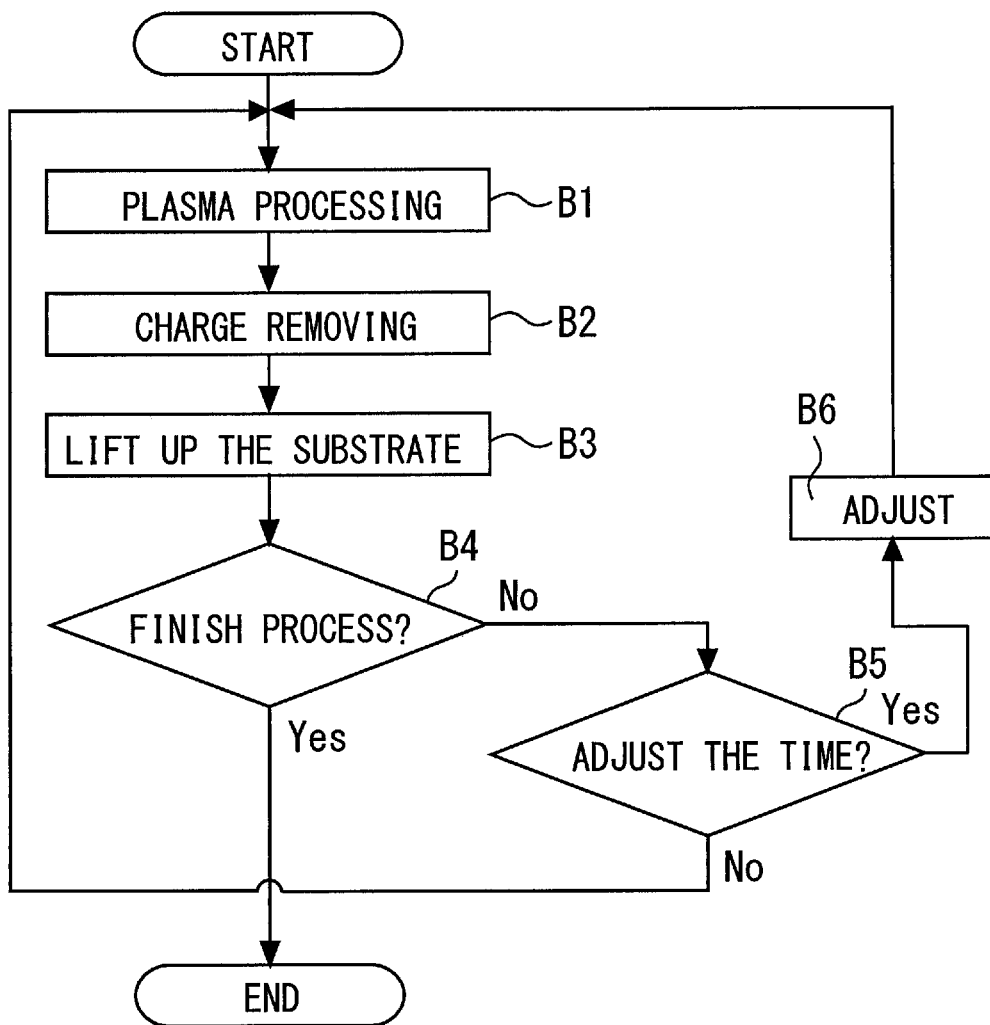 START
PLASMA PROCESSING
B1
CHARGE REMOVING
B2
LIFT UP THE SUBSTRATE
B3
B6
ADJUST
B4
No
FINISH PROCESS?
B5
Yes
Yes
ADJUST THE TIME?
No
END